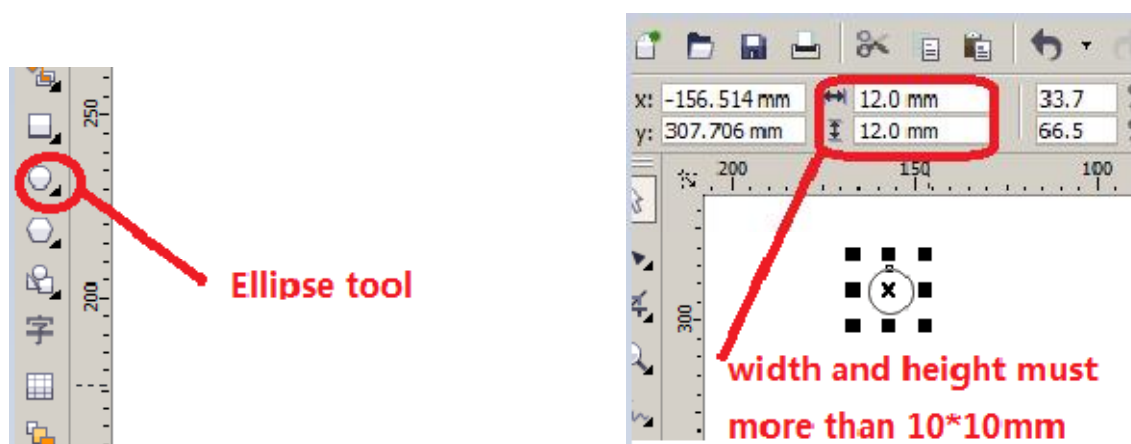 250
200
字
Ellipse tool
x: -156.514 mm 12.0 mm 33.7 %
y: 307.706 mm 12.0 mm 66.5 %
200 150 100
300
width and height must
more than 10*10mm